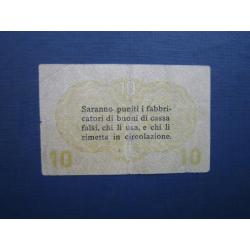 10
Saranno puniti i fabbri-
catori di buoni di cassa
falsi, chi li usa, e chi li
rimette in circolazione.
10 10